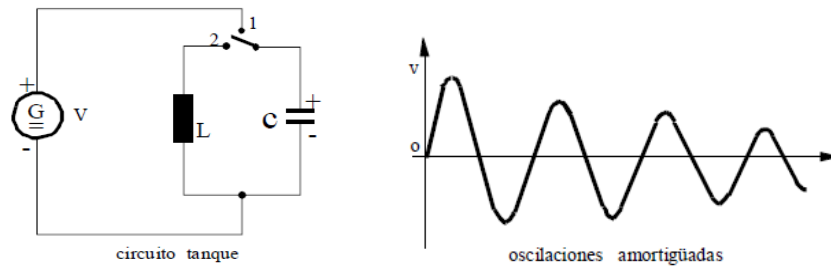 1
2
+
G
V
-
L
C
+
-
circuito tanque
v
o
oscilaciones amortigüadas